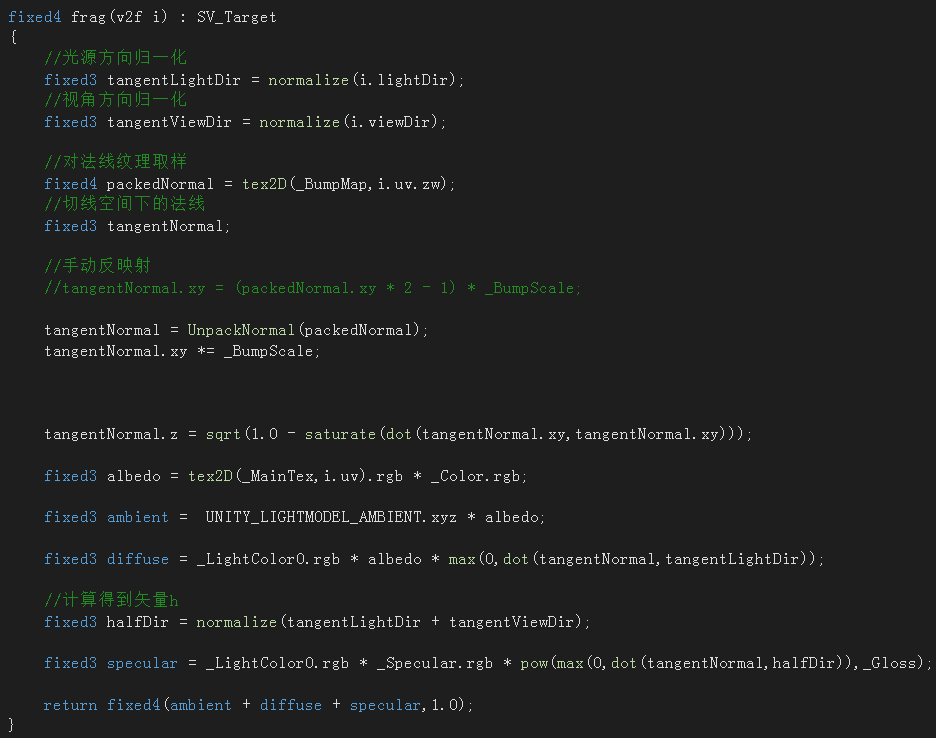 fixed4 frag(v2f i) : SV_Target
{
//光源方向归一化
fixed3 tangentLightDir = normalize(i.lightDir);
//视角方向归一化
fixed3 tangentViewDir = normalize(i.viewDir);
//对法线纹理取样
fixed4 packedNormal = tex2D(_BumpMap,i.uv.zw);
//切线空间下的法线
fixed3 tangentNormal;
//手动反映射
//tangentNormal.xy = (packedNormal.xy * 2 - 1) * _BumpScale;
tangentNormal = UnpackNormal(packedNormal);
tangentNormal.xy *= _BumpScale;
tangentNormal.z = sqrt(1.0 - saturate(dot(tangentNormal.xy,tangentNormal.xy)));
fixed3 albedo = tex2D(_MainTex,i.uv).rgb * _Color.rgb;
fixed3 ambient =  UNITY_LIGHTMODEL_AMBIENT.xyz * albedo;
fixed3 diffuse = _LightColor0.rgb * albedo * max(0,dot(tangentNormal,tangentLightDir));
//计算得到矢量h
fixed3 halfDir = normalize(tangentLightDir + tangentViewDir);
fixed3 specular = _LightColor0.rgb * _Specular.rgb * pow(max(0,dot(tangentNormal,halfDir)),_Gloss);
return fixed4(ambient + diffuse + specular,1.0);
}